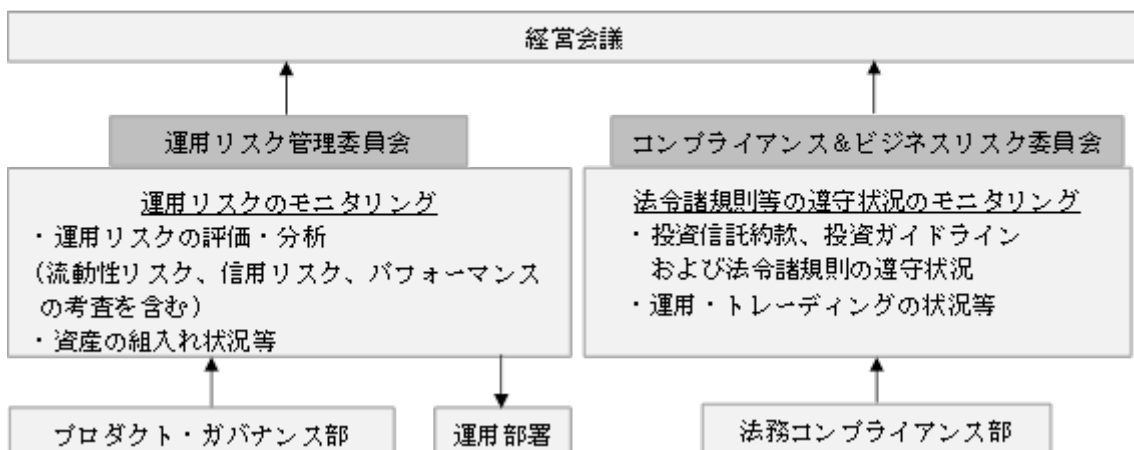 経営会議
運用リスク管理委員会
運用リスクのモニタリング
・運用リスクの評価・分析
(流動性リスク、信用リスク、パフォーマンス
の考査を含む)
・資産の組入れ状況等
コンプライアンス&ビジネスリスク委員会
法令諸規則等の遵守状況のモニタリング
・投資信託約款、投資ガイドライン
および法令諸規則の遵守状況
・運用・トレーディングの状況等
プロダクト・ガバナンス部
運用部署
法務コンプライアンス部